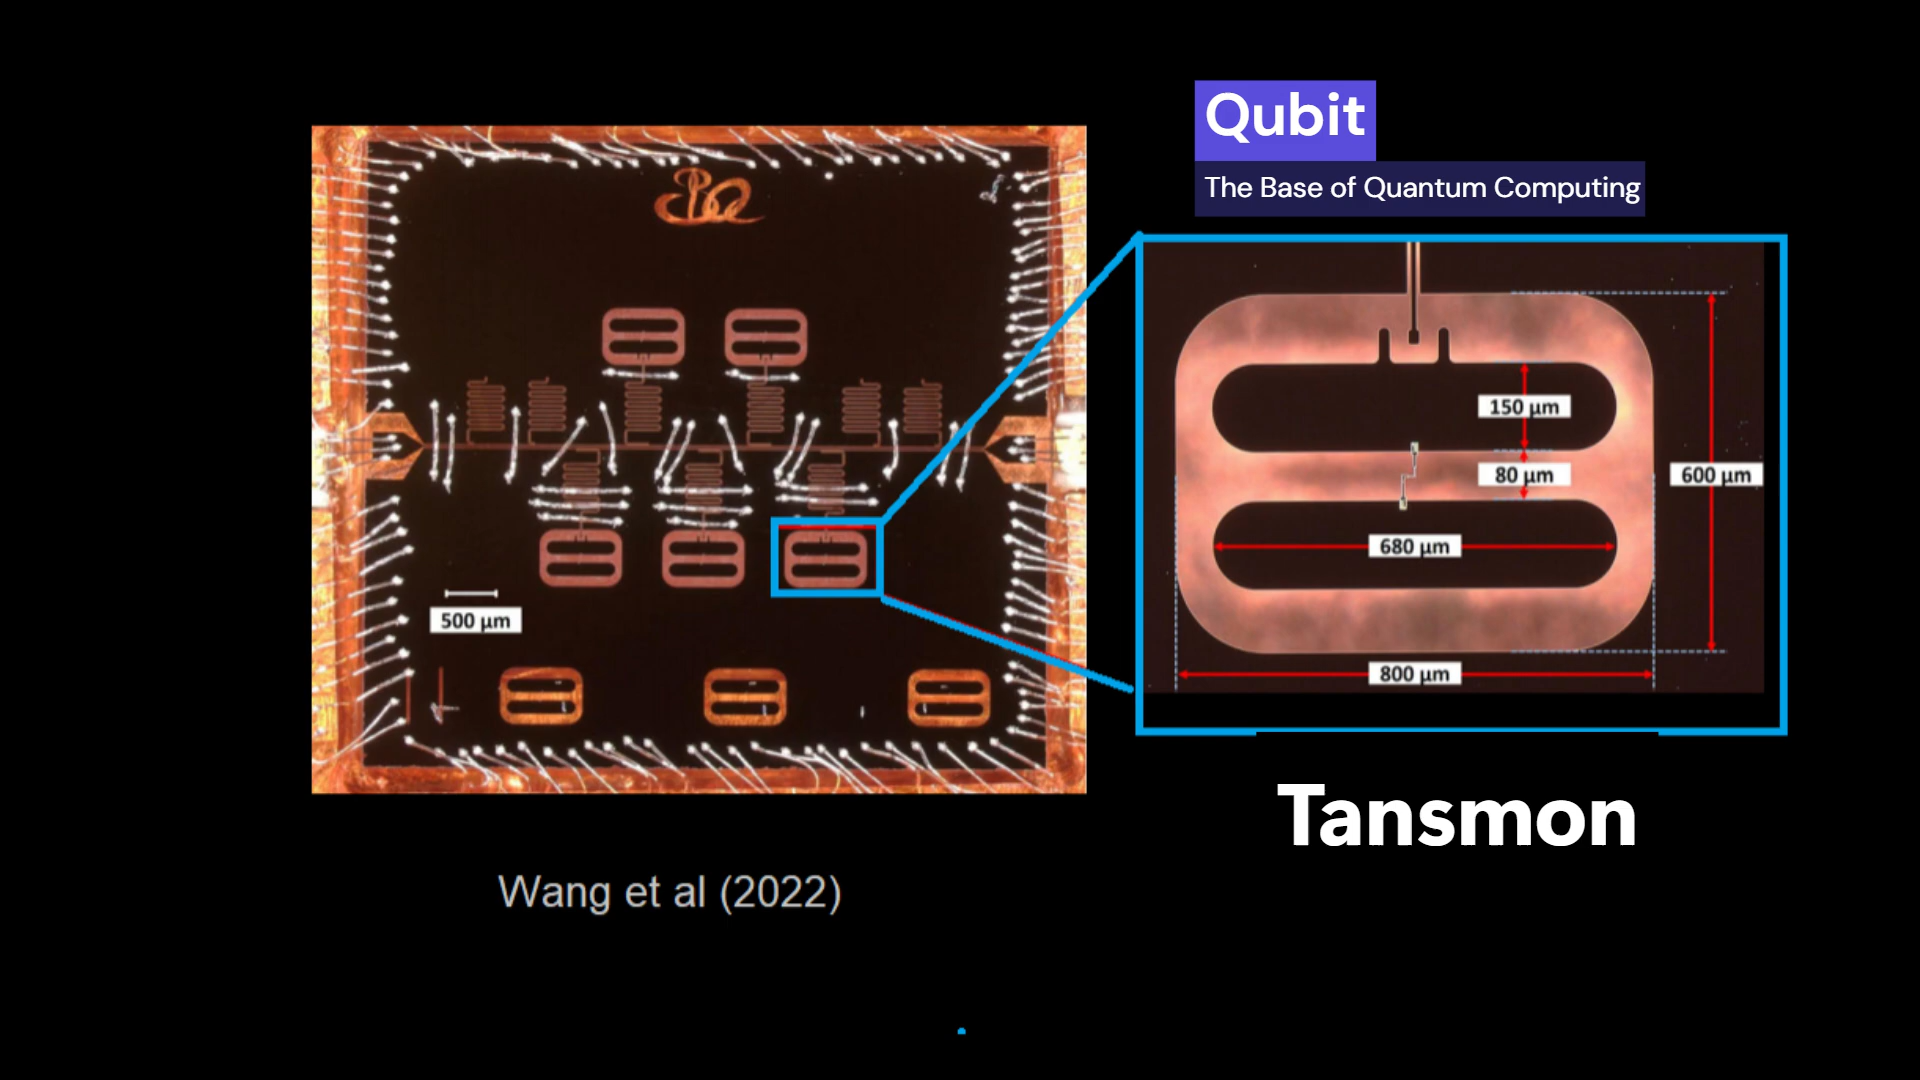 Qubit
The Base of Quantum Computing
150 µm
80 µm
600 µm
680 µm
500 µm
800 µm
Tansmon
Wang et al (2022)